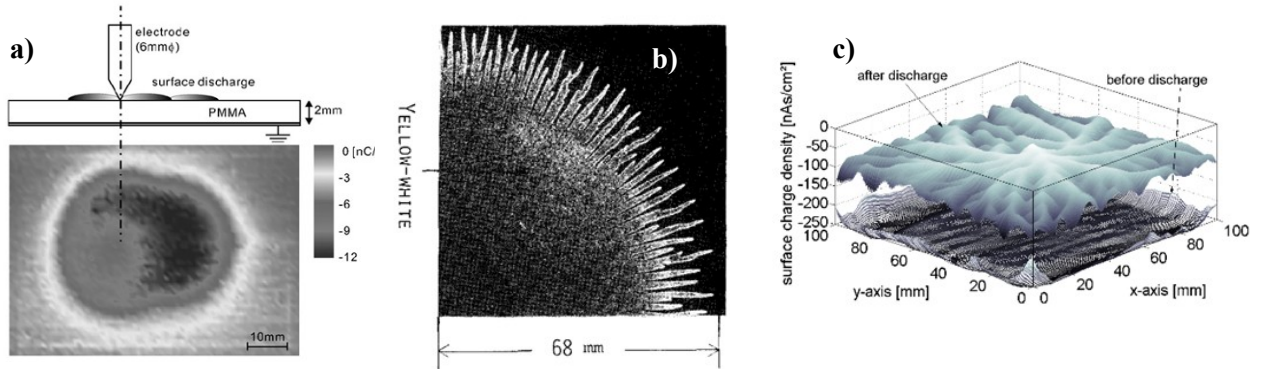 a)
electrode
(6mmϕ)
surface discharge
PMMA
2mm
0 [nC/
-3
-6
-9
-12
10mm
b)
YELLOW-WHITE
68 mm
c)
after discharge
before discharge
surface charge density [nAs/cm²]
0
-50
-100
-150
-200
-250
100
80
60
40
20
0
y-axis [mm]
0
20
40
60
80
100
x-axis [mm]